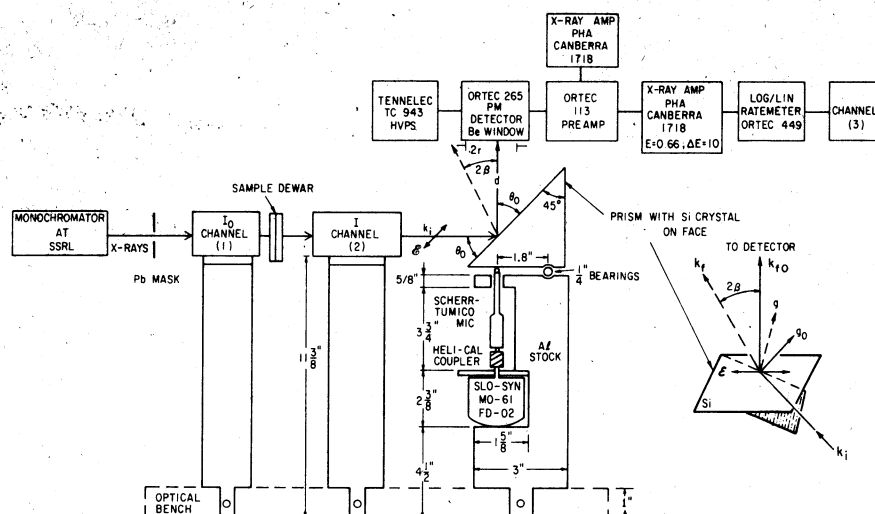 X-RAY AMP
PHA
CANBERRA
1718
TENNELEC
TC 943
HVPS
ORTEC 265
PM
DETECTOR
Be WINDOW
ORTEC
113
PREAMP
X-RAY AMP
PHA
CANBERRA
1718
E=0.66; ΔE=10
LOG/LIN
RATEMETER
ORTEC 449
CHANNEL
(3)
2r
2β
d
θ0
45°
SAMPLE DEWAR
MONOCHROMATOR
AT
SSRL
X-RAYS
Pb MASK
I0
CHANNEL
(1)
I
CHANNEL
(2)
ki
ε
θ0
PRISM WITH Si CRYSTAL
ON FACE
1.8"
1/4" BEARINGS
5/8"
SCHERR-
TUMICO
MIC
3 3/4"
HELI-CAL
COUPLER
Aℓ
STOCK
11 3/8"
2 3/8"
SLO-SYN
MO-61
FD-02
1 5/8"
4 1/2"
3"
1"
OPTICAL
BENCH
TO DETECTOR
kf
kf0
2β
g
g0
ε
Si
ki